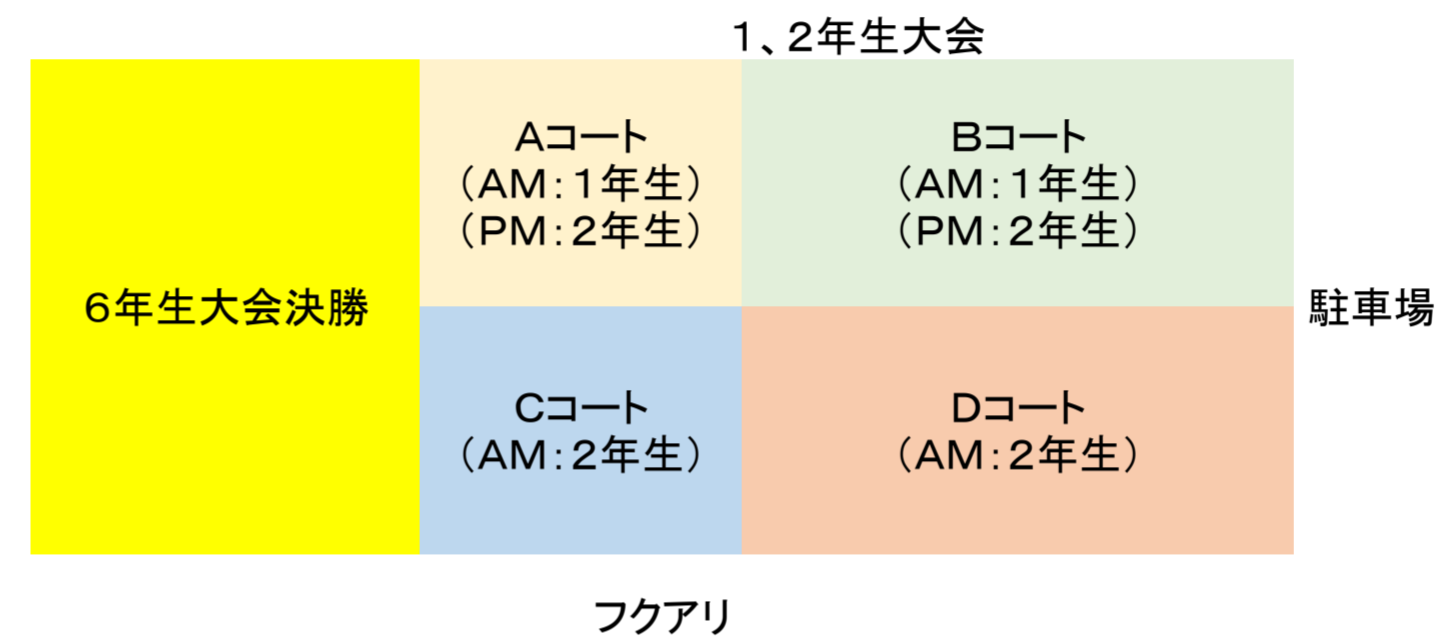 １、２年生大会
Aコート
（AM：１年生）
（PM：２年生）
Bコート
（AM：１年生）
（PM：２年生）
６年生大会決勝
駐車場
Cコート
（AM：２年生）
Dコート
（AM：２年生）
フクアリ